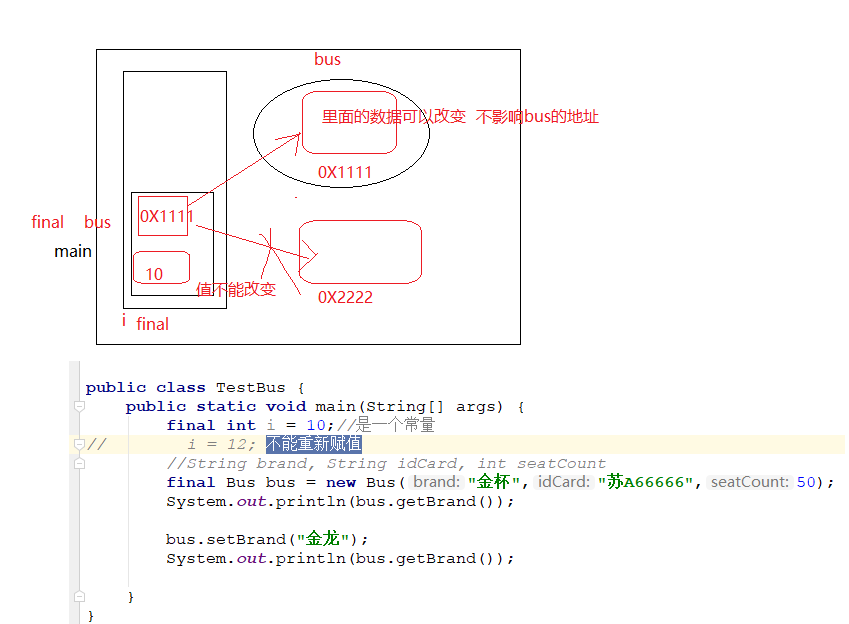 bus
里面的数据可以改变 不影响bus的地址
0X1111
final bus
0X1111
main
10
值不能改变
0X2222
i final
public class TestBus {
public static void main(String[] args) {
final int i = 10;//是一个常量
// i = 12; 不能重新赋值
//String brand, String idCard, int seatCount
final Bus bus = new Bus( brand: "金杯", idCard: "苏A66666", seatCount: 50);
System.out.println(bus.getBrand());
bus.setBrand("金龙");
System.out.println(bus.getBrand());
}
}